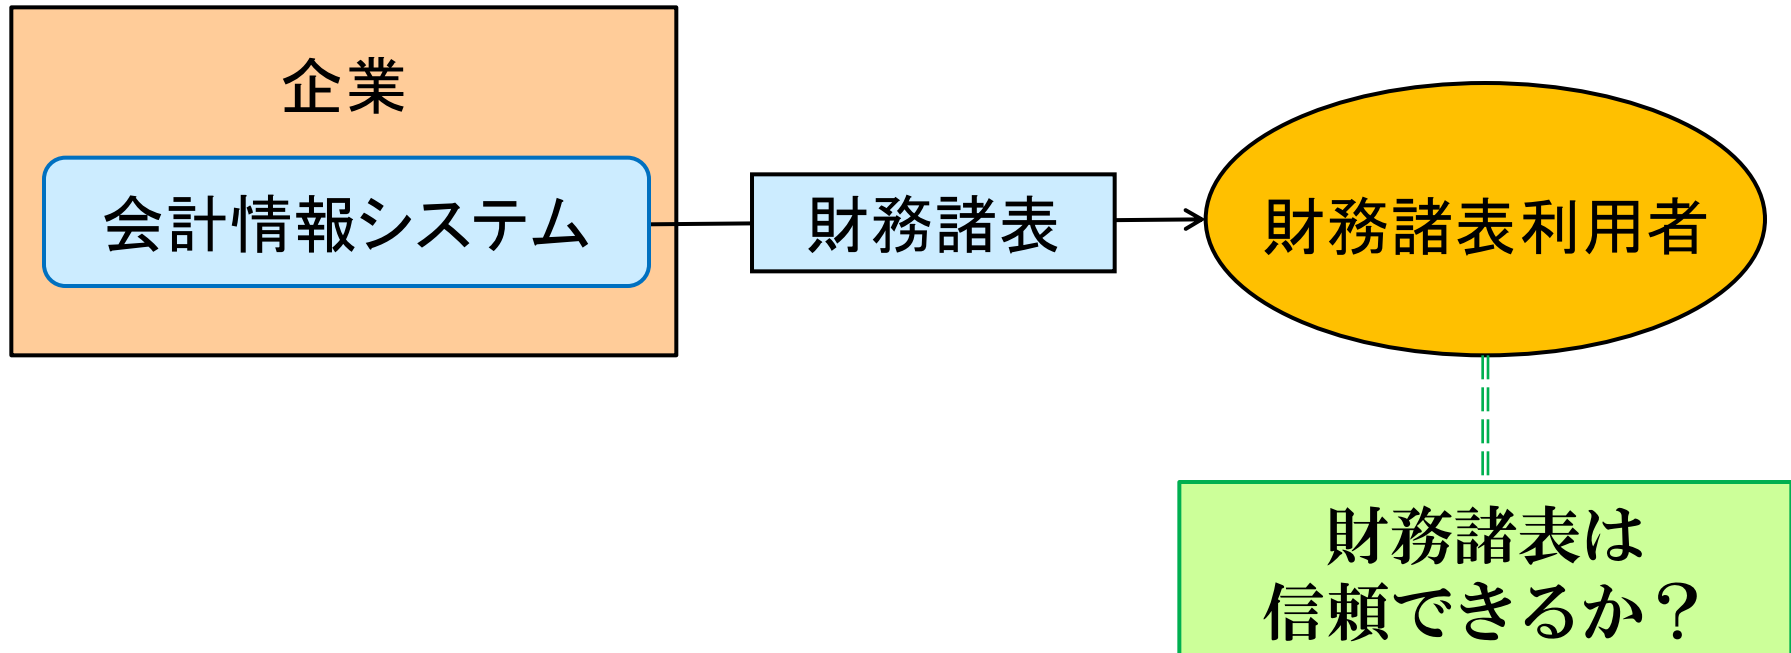 企業
会計情報システム
財務諸表
財務諸表利用者
財務諸表は
信頼できるか？